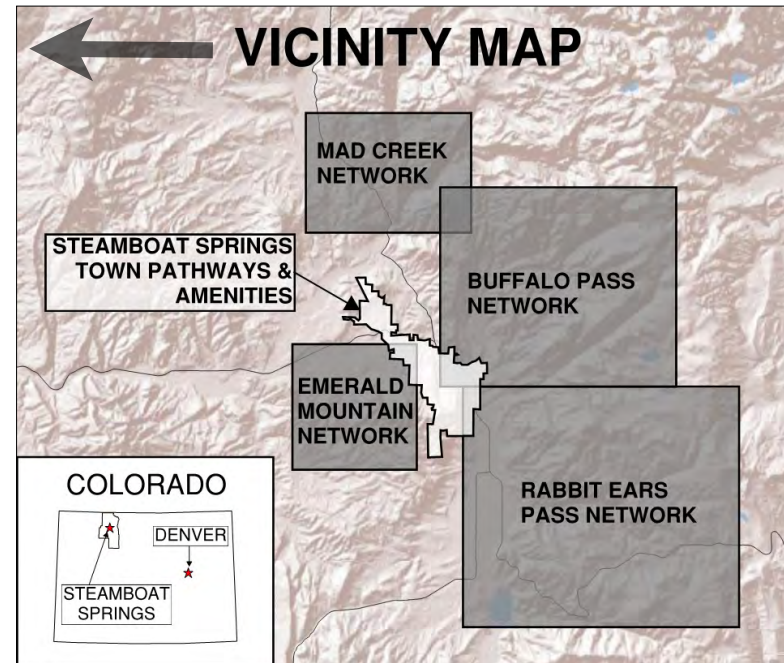 VICINITY MAP
MAD CREEK
NETWORK
STEAMBOAT SPRINGS
TOWN PATHWAYS &
AMENITIES
BUFFALO PASS
NETWORK
EMERALD
MOUNTAIN
NETWORK
RABBIT EARS
PASS NETWORK
COLORADO
DENVER
STEAMBOAT
SPRINGS